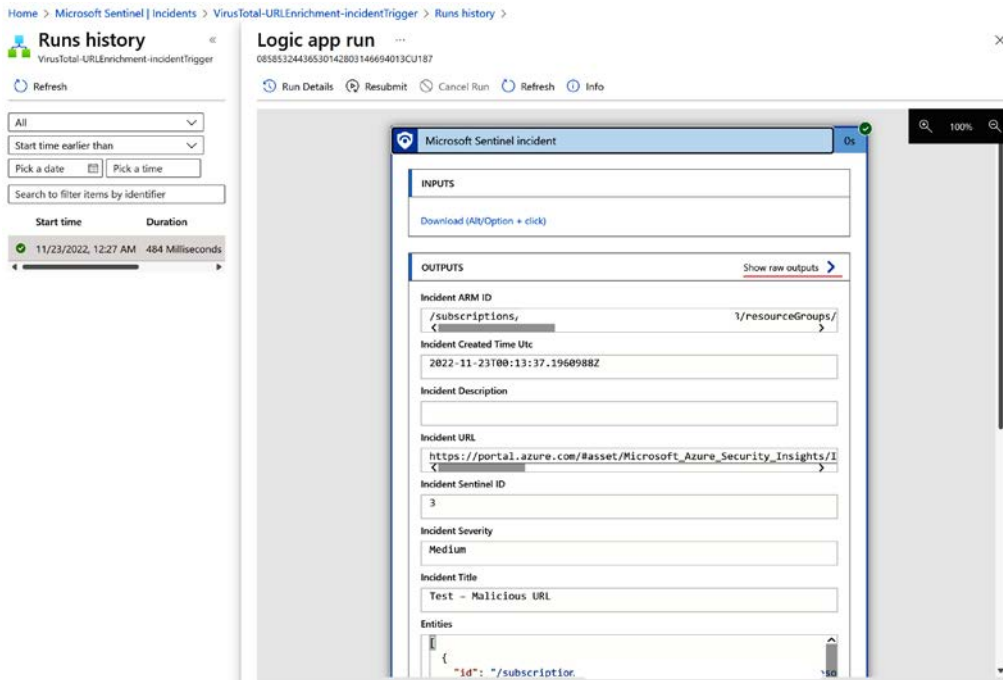 Home > Microsoft Sentinel | Incidents > VirusTotal-URLEnrichment-incidentTrigger > Runs history >
Runs history
VirusTotal-URLEnrichment-incidentTrigger
Refresh
All
Start time earlier than
Pick a date Pick a time
Search to filter items by identifier
Start time Duration
11/23/2022, 12:27 AM 484 Milliseconds
Logic app run ...
Run Details Resubmit Cancel Run Refresh Info
100%
Microsoft Sentinel incident 0s
INPUTS
Download (Alt/Option + click)
OUTPUTS Show raw outputs
Incident ARM ID
/subscriptions, /resourceGroups/
Incident Created Time Utc
2022-11-23T00:13:37.1960988Z
Incident Description
Incident URL
https://portal.azure.com/#asset/Microsoft_Azure_Security_Insights/I
Incident Sentinel ID
3
Incident Severity
Medium
Incident Title
Test - Malicious URL
Entities
[
{
"id": "/subscription